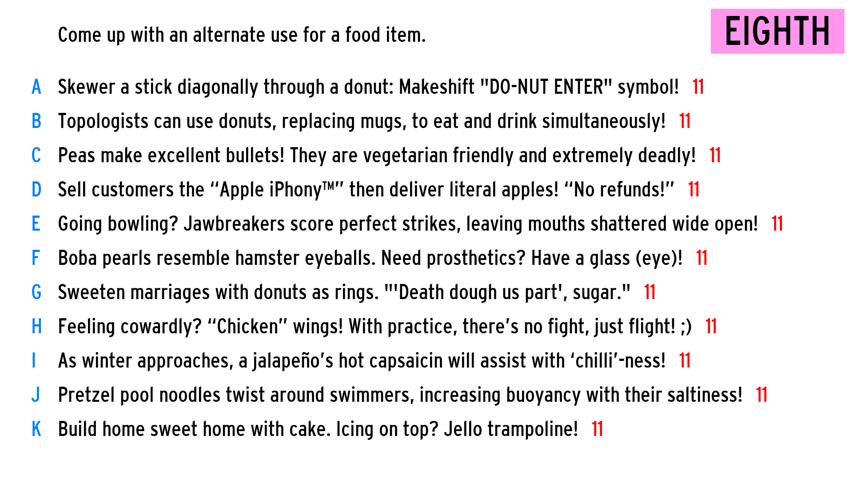 Come up with an alternate use for a food item.
EIGHTH
A Skewer a stick diagonally through a donut: Makeshift "DO-NUT ENTER" symbol! 11
B Topologists can use donuts, replacing mugs, to eat and drink simultaneously! 11
C Peas make excellent bullets! They are vegetarian friendly and extremely deadly! 11
D Sell customers the “Apple iPhony™” then deliver literal apples! “No refunds!” 11
E Going bowling? Jawbreakers score perfect strikes, leaving mouths shattered wide open! 11
F Boba pearls resemble hamster eyeballs. Need prosthetics? Have a glass (eye)! 11
G Sweeten marriages with donuts as rings. "'Death dough us part', sugar." 11
H Feeling cowardly? “Chicken” wings! With practice, there’s no fight, just flight! ;) 11
I As winter approaches, a jalapeño’s hot capsaicin will assist with ‘chilli’-ness! 11
J Pretzel pool noodles twist around swimmers, increasing buoyancy with their saltiness! 11
K Build home sweet home with cake. Icing on top? Jello trampoline! 11